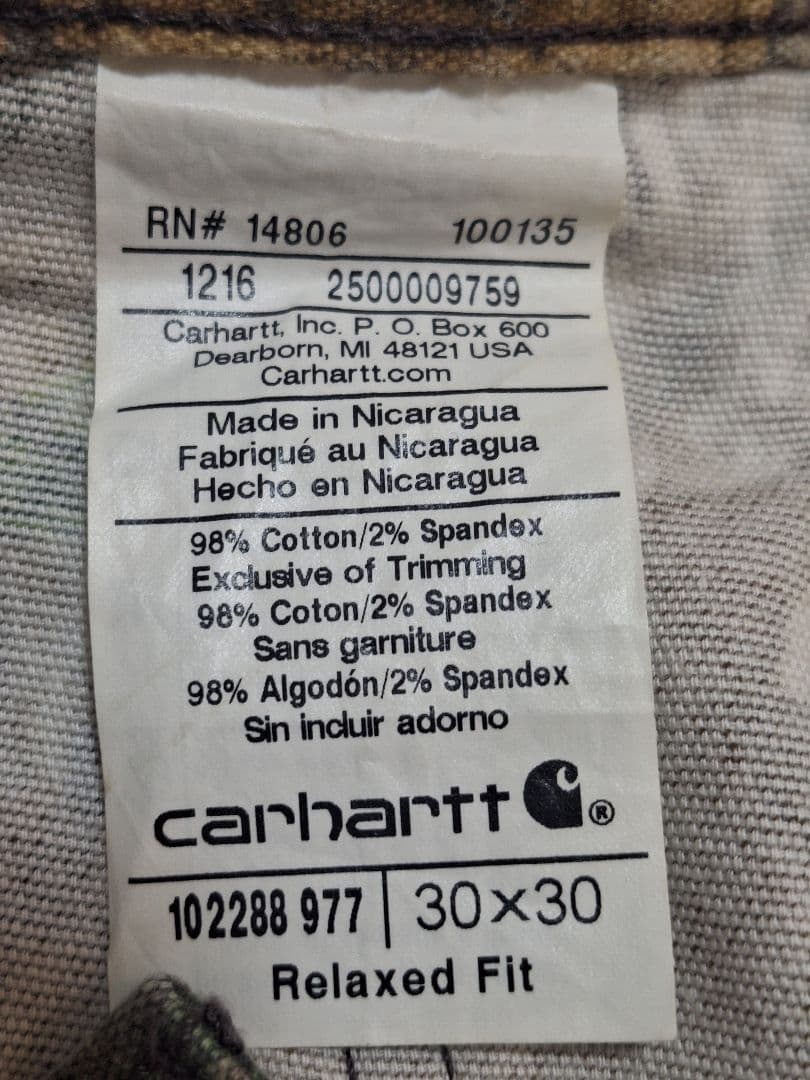 RN# 14806 100135
1216 2500009759
Carhartt, Inc. P. O. Box 600
Dearborn, MI 48121 USA
Carhartt.com
Made in Nicaragua
Fabriqué au Nicaragua
Hecho en Nicaragua
98% Cotton/2% Spandex
Exclusive of Trimming
98% Coton/2% Spandex
Sans garniture
98% Algodón/2% Spandex
Sin incluir adorno
carhartt ®
102288 977 | 30x30
Relaxed Fit